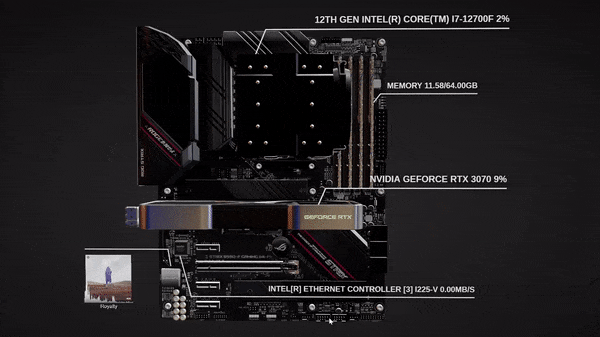 12TH GEN INTEL(R) CORE(TM) I7-12700F 2%
MEMORY 11.58/64.00GB
NVIDIA GEFORCE RTX 3070 9%
GEFORCE RTX
INTEL[R] ETHERNET CONTROLLER [3] I225-V 0.00MB/S
Royalty